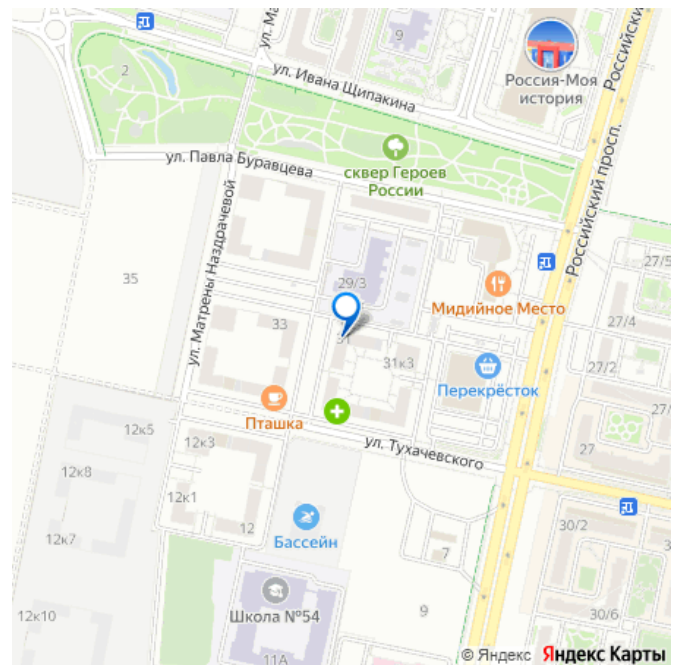 ул. Ма
9
Российски
2
ул. Ивана Щипакина
Россия-Моя
история
ул. Павла Буравцева
сквер Героев
России
Российский просп.
ул. Матрены Наздрачевой
35
29/3
27/5
Мидийное Место
33
31
27/4
31к3
27/2
Перекрёсток
Пташка
27/
12к5
12к3
ул. Тухачевского
27
12к8
12к1
30/2
12к7
12
Бассейн
7
Школа №54
9
12к10
30/6
11А
© Яндекс Яндекс Карты